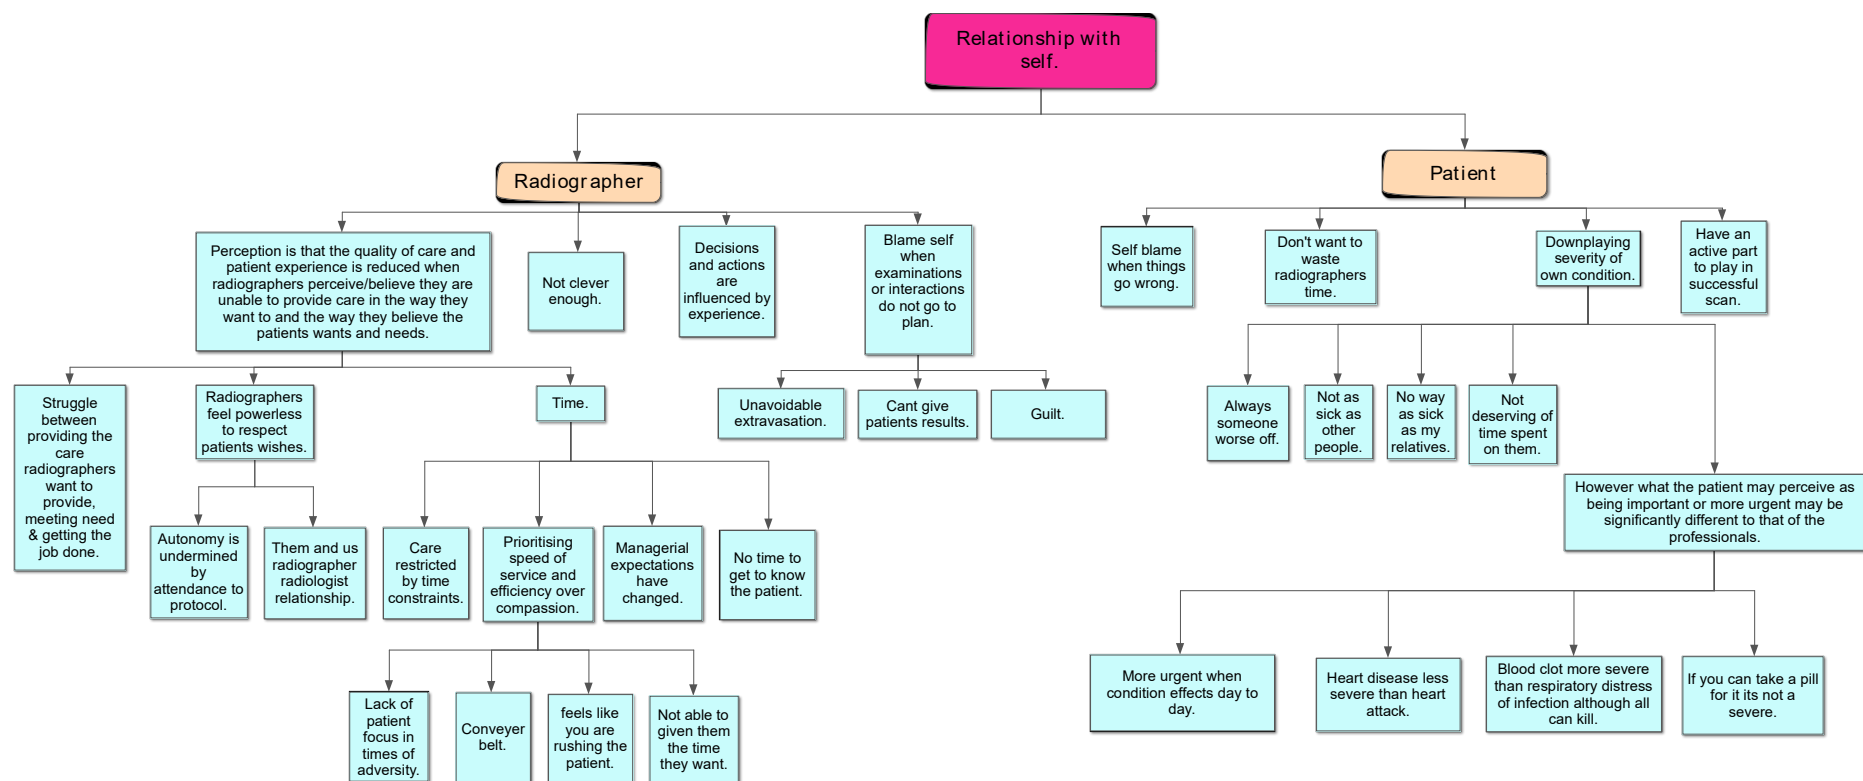 Relationship with
self.
Radiographer
Patient
Perception is that the quality of care and
patient experience is reduced when
radiographers perceive/believe they are
unable to provide care in the way they
want to and the way they believe the
patients wants and needs.
Not clever
enough.
Decisions
and actions
are
influenced by
experience.
Blame self
when
examinations
or interactions
do not go to
plan.
Self blame
when things
go wrong.
Don't want to
waste
radiographers
time.
Downplaying
severity of
own condition.
Have an
active part
to play in
successful
scan.
Struggle
between
providing the
care
radiographers
want to
provide,
meeting need
& getting the
job done.
Radiographers
feel powerless
to respect
patients wishes.
Time.
Unavoidable
extravasation.
Cant give
patients results.
Guilt.
Always
someone
worse off.
Not as
sick as
other
people.
No way
as sick
as my
relatives.
Not
deserving of
time spent
on them.
However what the patient may perceive as
being important or more urgent may be
significantly different to that of the
professionals.
Autonomy is
undermined
by
attendance to
protocol.
Them and us
radiographer
radiologist
relationship.
Care
restricted
by time
constraints.
Prioritising
speed of
service and
efficiency over
compassion.
Managerial
expectations
have
changed.
No time to
get to know
the patient.
Lack of
patient
focus in
times of
adversity.
Conveyer
belt.
feels like
you are
rushing the
patient.
Not able to
given them
the time
they want.
More urgent when
condition effects day to
day.
Heart disease less
severe than heart
attack.
Blood clot more severe
than respiratory distress
of infection although all
can kill.
If you can take a pill
for it its not a
severe.